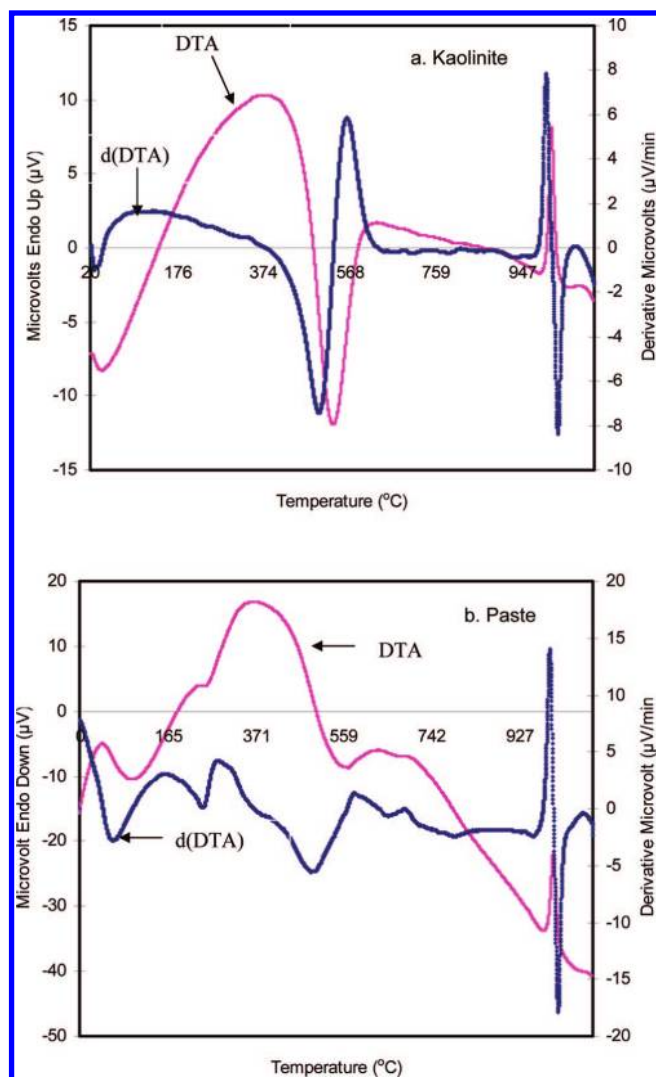 a. Kaolinite
DTA
d(DTA)
Microvolts Endo Up (µV)
15
10
5
0
-5
-10
-15
20 176 374 568 759 947
10
8
6
4
2
0
-2
-4
-6
-8
-10
Derivative Microvolts (µV/min)
Temperature (°C)
b. Paste
DTA
d(DTA)
Microvolt Endo Down (µV)
20
10
0
-10
-20
-30
-40
-50
0 165 371 559 742 927
20
15
10
5
0
-5
-10
-15
-20
Derivative Microvolt (µV/min)
Temperature (°C)